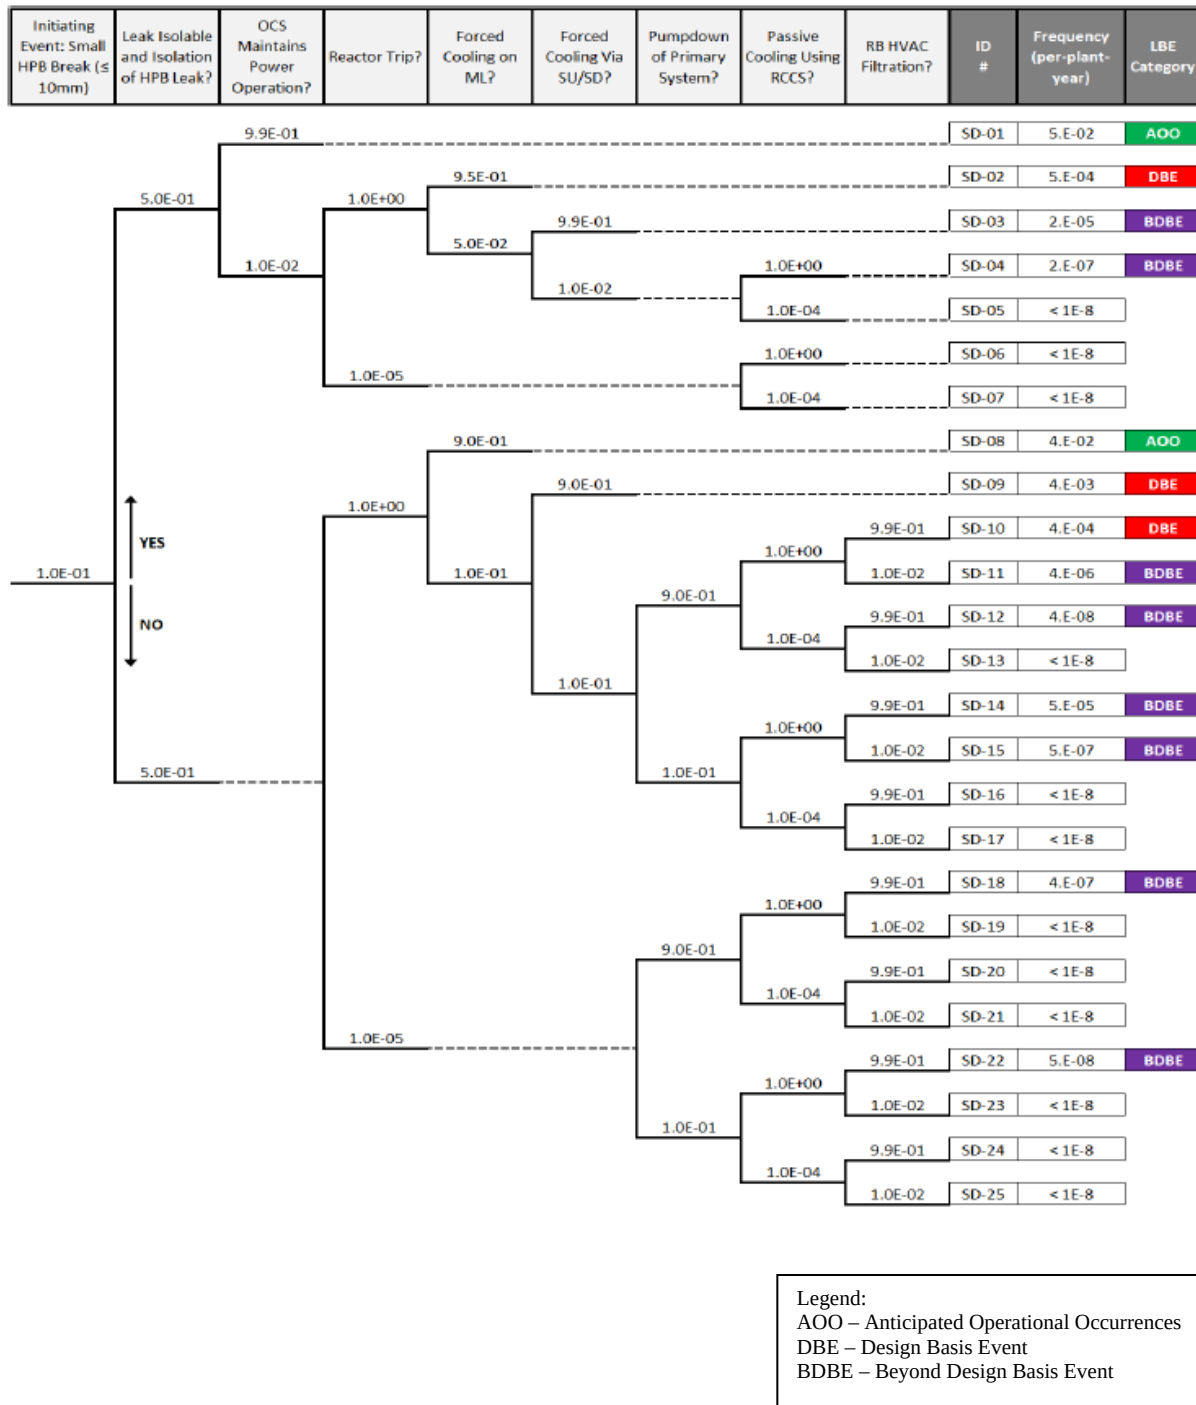 Initiating Event: Small HPB Break (≤ 10mm)
Leak Isolable and Isolation of HPB Leak?
OCS Maintains Power Operation?
Reactor Trip?
Forced Cooling on ML?
Forced Cooling Via SU/SD?
Pumpdown of Primary System?
Passive Cooling Using RCCS?
RB HVAC Filtration?
ID #
Frequency (per-plant-year)
LBE Category
9.9E-01
SD-01 5.E-02 AOO
9.5E-01
SD-02 5.E-04 DBE
5.0E-01
1.0E+00
9.9E-01
SD-03 2.E-05 BDBE
5.0E-02
1.0E-02
1.0E+00
SD-04 2.E-07 BDBE
1.0E-02
1.0E-04
SD-05 < 1E-8
1.0E+00
SD-06 < 1E-8
1.0E-05
1.0E-04
SD-07 < 1E-8
9.0E-01
SD-08 4.E-02 AOO
9.0E-01
SD-09 4.E-03 DBE
1.0E+00
9.9E-01
SD-10 4.E-04 DBE
YES
1.0E+00
1.0E-01
1.0E-01
1.0E-02
SD-11 4.E-06 BDBE
9.0E-01
9.9E-01
SD-12 4.E-08 BDBE
NO
1.0E-04
1.0E-02
SD-13 < 1E-8
1.0E-01
9.9E-01
SD-14 5.E-05 BDBE
1.0E+00
1.0E-02
SD-15 5.E-07 BDBE
5.0E-01
1.0E-01
9.9E-01
SD-16 < 1E-8
1.0E-04
1.0E-02
SD-17 < 1E-8
9.9E-01
SD-18 4.E-07 BDBE
1.0E+00
1.0E-02
SD-19 < 1E-8
9.0E-01
9.9E-01
SD-20 < 1E-8
1.0E-04
1.0E-02
SD-21 < 1E-8
1.0E-05
9.9E-01
SD-22 5.E-08 BDBE
1.0E+00
1.0E-02
SD-23 < 1E-8
1.0E-01
9.9E-01
SD-24 < 1E-8
1.0E-04
1.0E-02
SD-25 < 1E-8
Legend:
AOO – Anticipated Operational Occurrences
DBE – Design Basis Event
BDBE – Beyond Design Basis Event